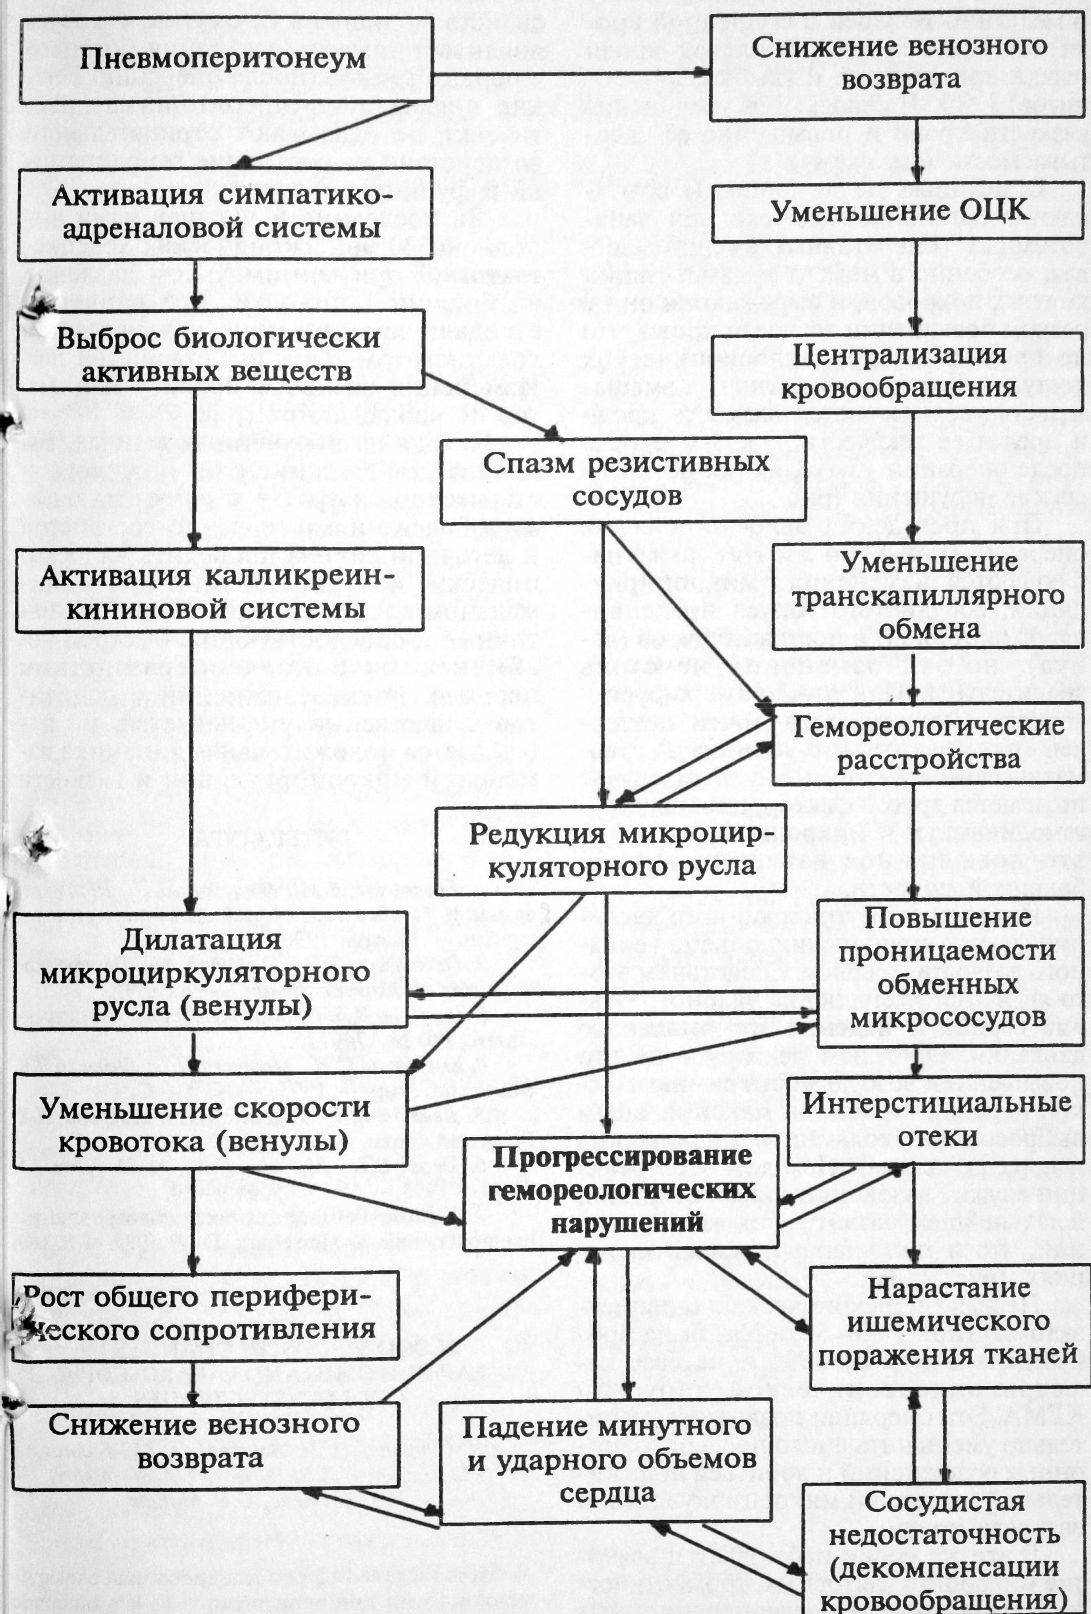 Пневмоперитонеум
Снижение венозного
возврата
Активация симпатико-
адреналовой системы
Уменьшение ОЦК
Выброс биологически
активных веществ
Централизация
кровообращения
Спазм резистивных
сосудов
Активация калликреин-
кининовой системы
Уменьшение
транскапиллярного
обмена
Гемореологические
расстройства
Редукция микроцир-
куляторного русла
Дилатация
микроциркуляторного
русла (венулы)
Повышение
проницаемости
обменных
микрососудов
Уменьшение скорости
кровотока (венулы)
Интерстициальные
отеки
Прогрессирование
гемореологических
нарушений
Рост общего перифери-
ческого сопротивления
Нарастание
ишемического
поражения тканей
Снижение венозного
возврата
Падение минутного
и ударного объемов
сердца
Сосудистая
недостаточность
(декомпенсации
кровообращения)